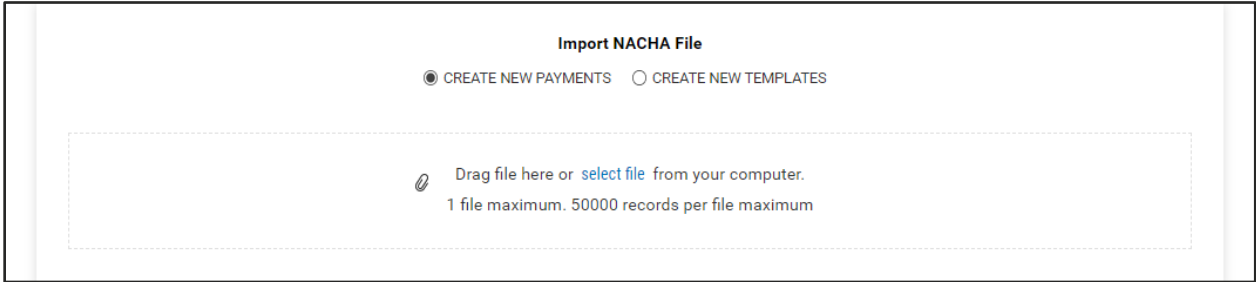 Import NACHA File
CREATE NEW PAYMENTS CREATE NEW TEMPLATES
Drag file here or select file from your computer.
1 file maximum. 50000 records per file maximum